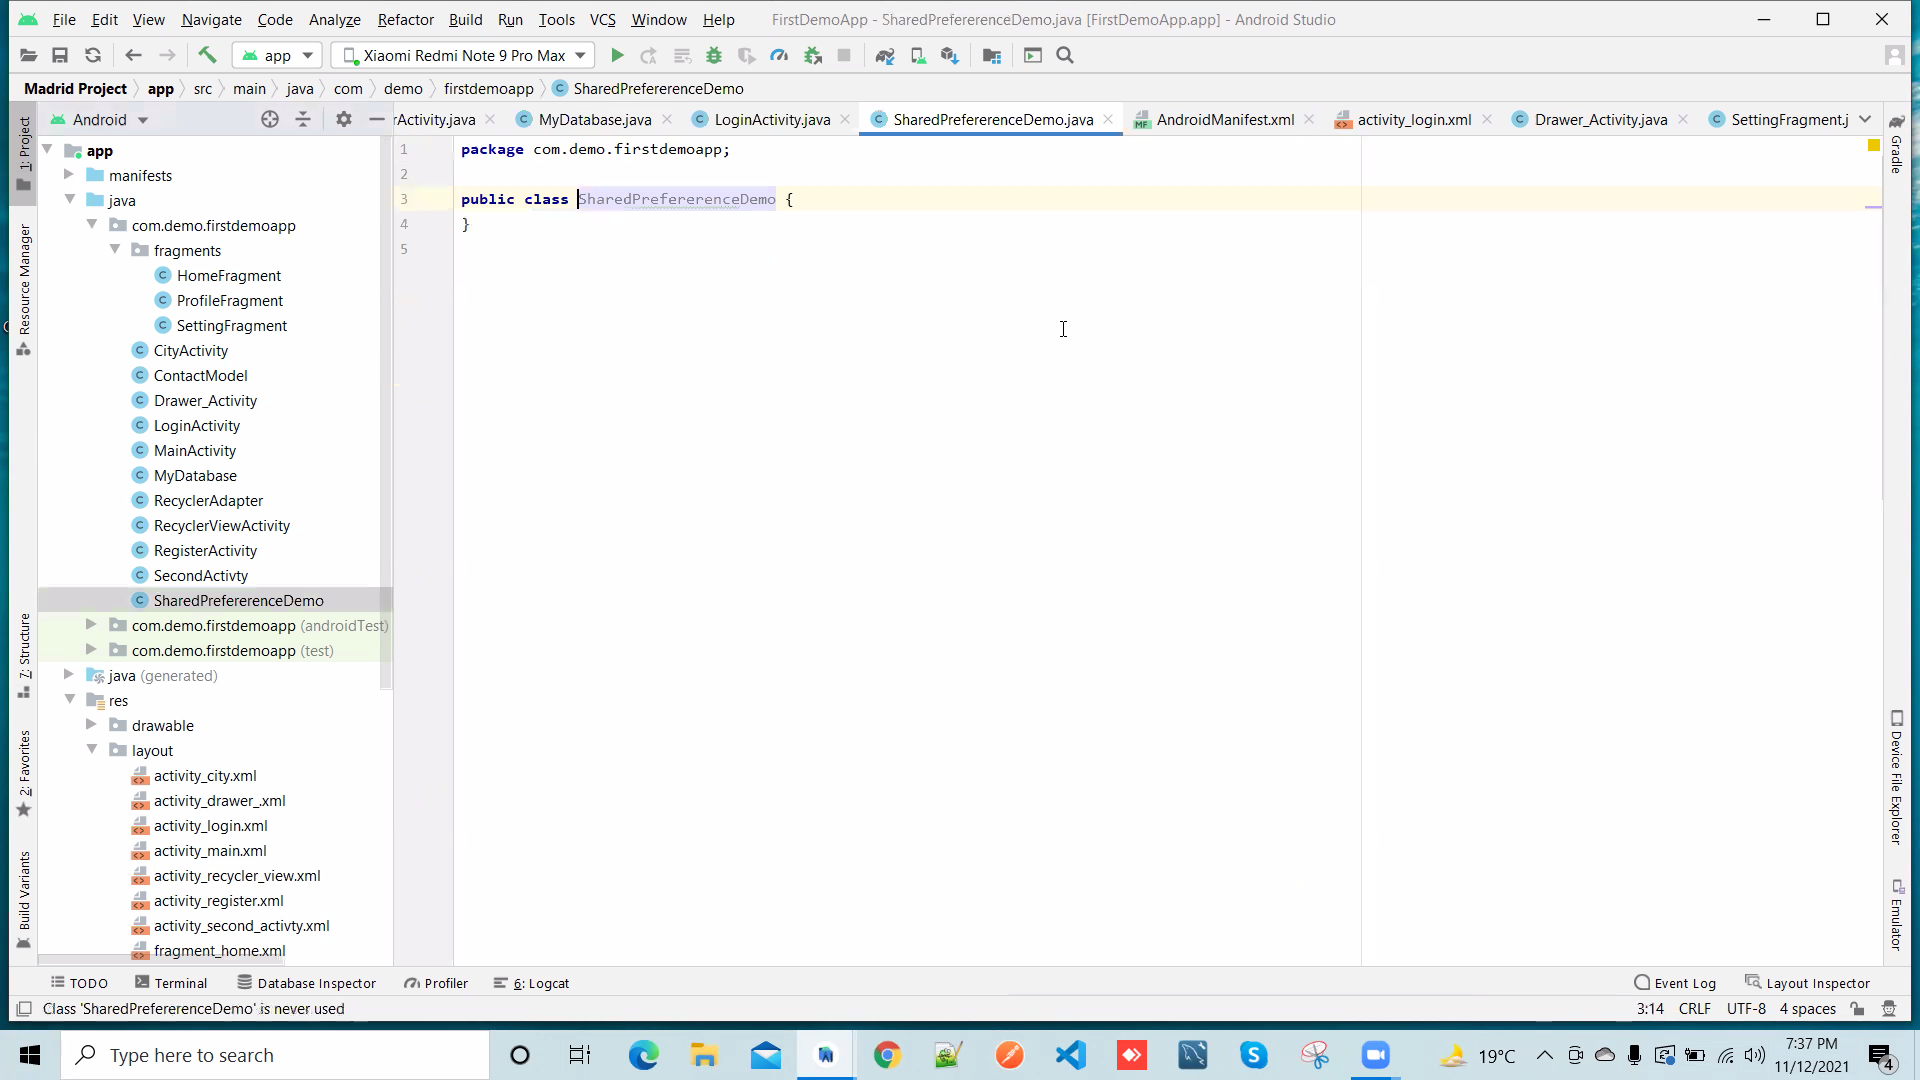 File Edit View Navigate Code Analyze Refactor Build Run Tools VCS Window Help FirstDemoApp - SharedPrefererenceDemo.java [FirstDemoApp.app] - Android Studio
app Xiaomi Redmi Note 9 Pro Max
Madrid Project app src main java com demo firstdemoapp SharedPrefererenceDemo
Android rActivity.java MyDatabase.java LoginActivity.java SharedPrefererenceDemo.java AndroidManifest.xml activity_login.xml Drawer_Activity.java SettingFragment.j
1: Project
Resource Manager
7: Structure
2: Favorites
Build Variants
app
manifests
java
com.demo.firstdemoapp
fragments
HomeFragment
ProfileFragment
SettingFragment
CityActivity
ContactModel
Drawer_Activity
LoginActivity
MainActivity
MyDatabase
RecyclerAdapter
RecyclerViewActivity
RegisterActivity
SecondActivty
SharedPrefererenceDemo
com.demo.firstdemoapp (androidTest)
com.demo.firstdemoapp (test)
java (generated)
res
drawable
layout
activity_city.xml
activity_drawer_.xml
activity_login.xml
activity_main.xml
activity_recycler_view.xml
activity_register.xml
activity_second_activty.xml
fragment_home.xml
1 package com.demo.firstdemoapp;
2
3 public class SharedPrefererenceDemo {
4 }
5
Gradle
Device File Explorer
Emulator
TODO Terminal Database Inspector Profiler 6: Logcat Event Log Layout Inspector
Class 'SharedPrefererenceDemo' is never used 3:14 CRLF UTF-8 4 spaces
Type here to search 19°C 7:37 PM
11/12/2021 4